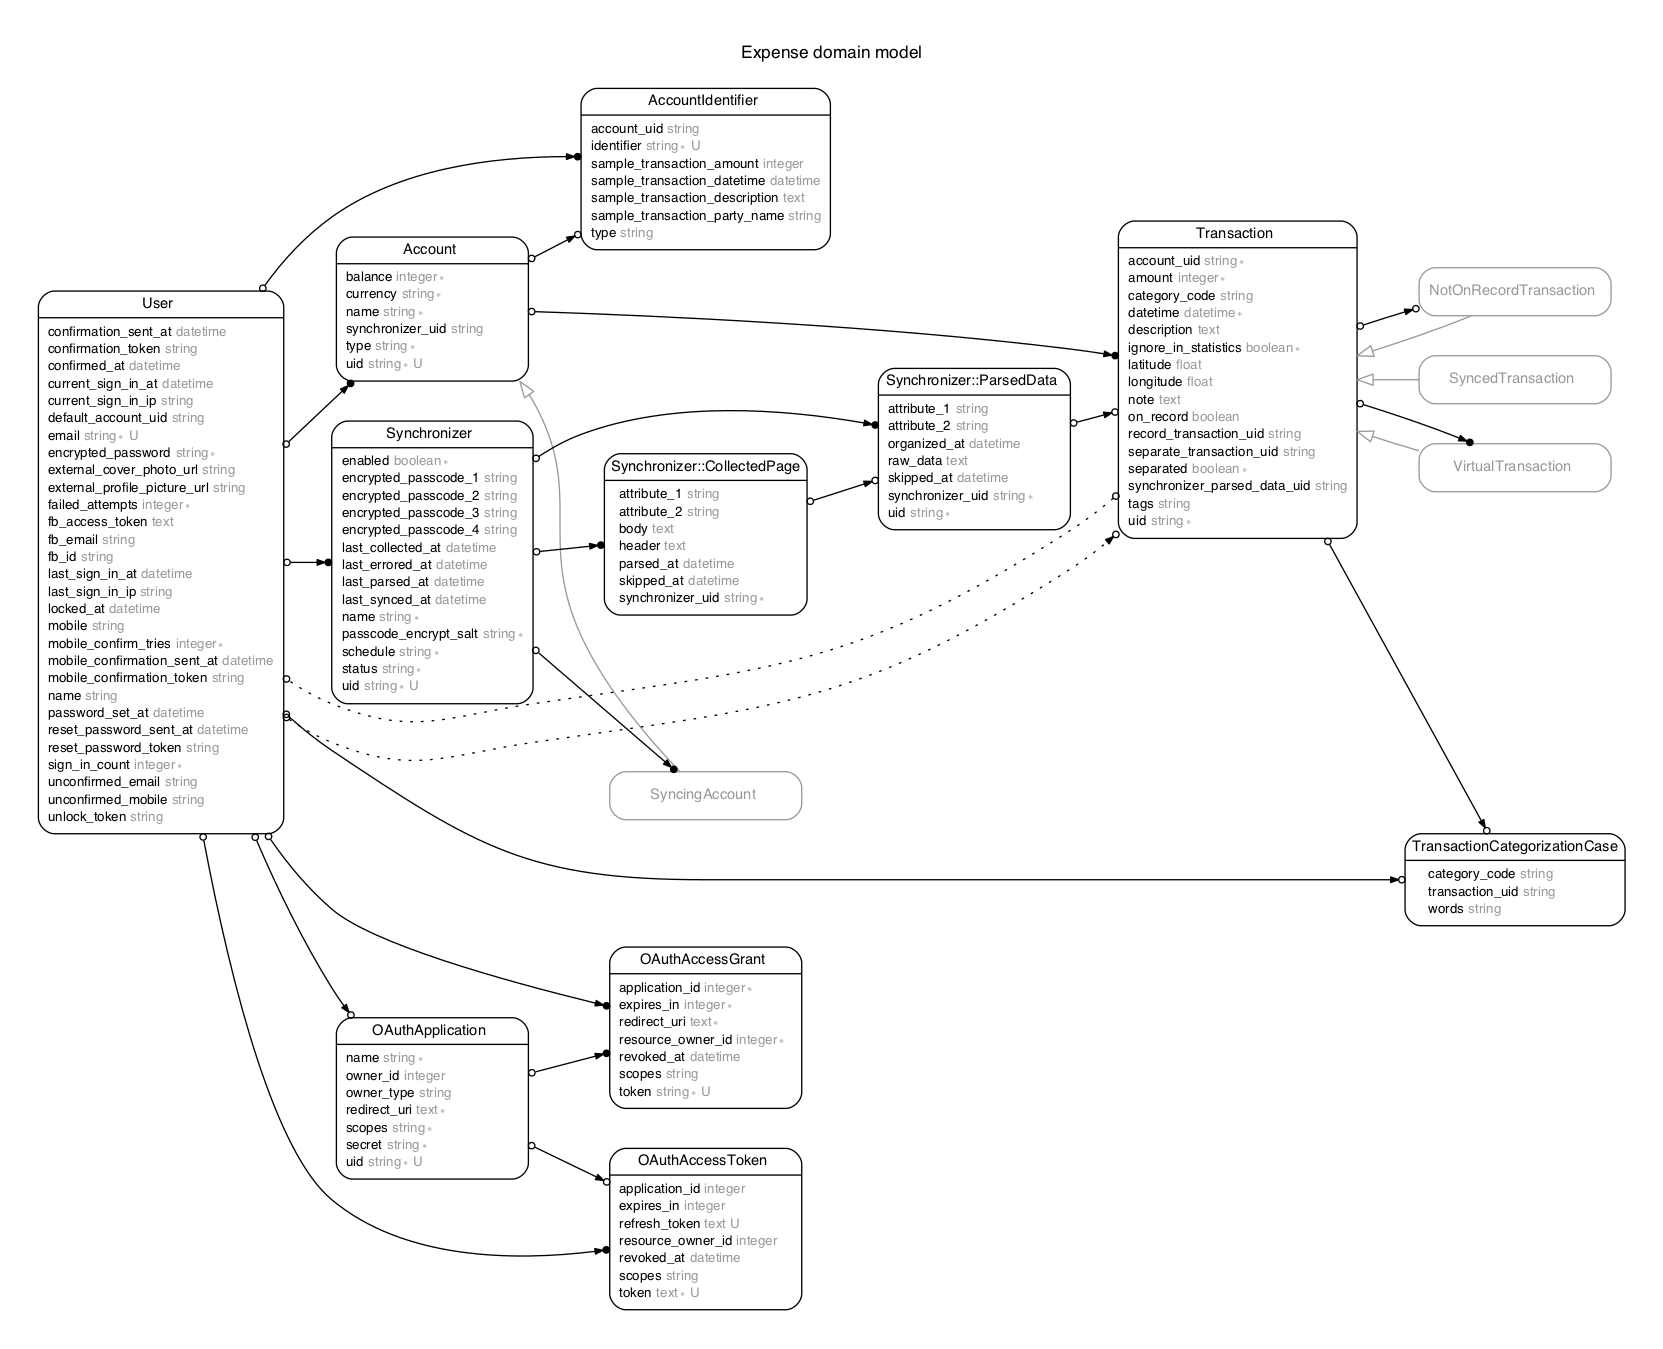 Expense domain model
AccountIdentifier
account_uid string
identifier string∗ U
sample_transaction_amount integer
sample_transaction_datetime datetime
sample_transaction_description text
sample_transaction_party_name string
type string
Account
balance integer∗
currency string∗
name string∗
synchronizer_uid string
type string∗
uid string∗ U
User
confirmation_sent_at datetime
confirmation_token string
confirmed_at datetime
current_sign_in_at datetime
current_sign_in_ip string
default_account_uid string
email string∗ U
encrypted_password string∗
external_cover_photo_url string
external_profile_picture_url string
failed_attempts integer∗
fb_access_token text
fb_email string
fb_id string
last_sign_in_at datetime
last_sign_in_ip string
locked_at datetime
mobile string
mobile_confirm_tries integer∗
mobile_confirmation_sent_at datetime
mobile_confirmation_token string
name string
password_set_at datetime
reset_password_sent_at datetime
reset_password_token string
sign_in_count integer∗
unconfirmed_email string
unconfirmed_mobile string
unlock_token string
Synchronizer
enabled boolean∗
encrypted_passcode_1 string
encrypted_passcode_2 string
encrypted_passcode_3 string
encrypted_passcode_4 string
last_collected_at datetime
last_errored_at datetime
last_parsed_at datetime
last_synced_at datetime
name string∗
passcode_encrypt_salt string∗
schedule string∗
status string∗
uid string∗ U
Synchronizer::CollectedPage
attribute_1 string
attribute_2 string
body text
header text
parsed_at datetime
skipped_at datetime
synchronizer_uid string∗
Synchronizer::ParsedData
attribute_1 string
attribute_2 string
organized_at datetime
raw_data text
skipped_at datetime
synchronizer_uid string∗
uid string∗
Transaction
account_uid string∗
amount integer∗
category_code string
datetime datetime∗
description text
ignore_in_statistics boolean∗
latitude float
longitude float
note text
on_record boolean
record_transaction_uid string
separate_transaction_uid string
separated boolean∗
synchronizer_parsed_data_uid string
tags string
uid string∗
NotOnRecordTransaction
SyncedTransaction
VirtualTransaction
SyncingAccount
TransactionCategorizationCase
category_code string
transaction_uid string
words string
OAuthAccessGrant
application_id integer∗
expires_in integer∗
redirect_uri text∗
resource_owner_id integer∗
revoked_at datetime
scopes string
token string∗ U
OAuthApplication
name string∗
owner_id integer
owner_type string
redirect_uri text∗
scopes string∗
secret string∗
uid string∗ U
OAuthAccessToken
application_id integer
expires_in integer
refresh_token text U
resource_owner_id integer
revoked_at datetime
scopes string
token text∗ U